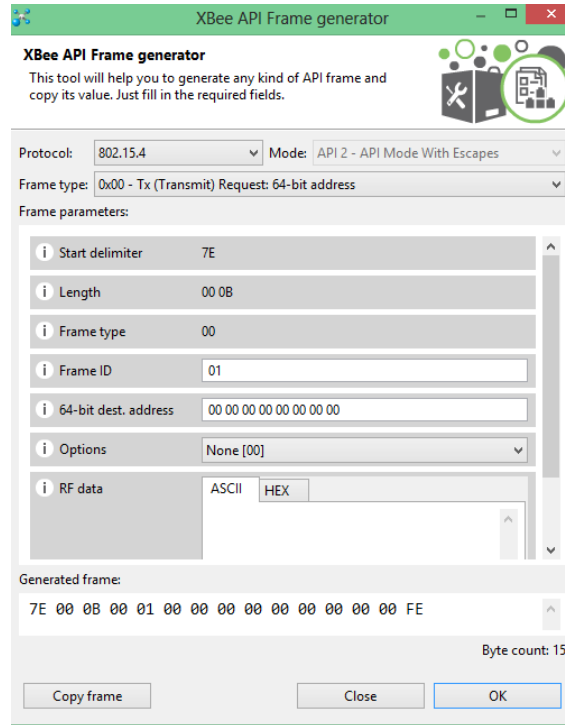 XBee API Frame generator
XBee API Frame generator
This tool will help you to generate any kind of API frame and
copy its value. Just fill in the required fields.
Protocol: 802.15.4 Mode: API 2 - API Mode With Escapes
Frame type: 0x00 - Tx (Transmit) Request: 64-bit address
Frame parameters:
i Start delimiter 7E
i Length 00 0B
i Frame type 00
i Frame ID 01
i 64-bit dest. address 00 00 00 00 00 00 00 00
i Options None [00]
i RF data ASCII HEX
Generated frame:
7E 00 0B 00 01 00 00 00 00 00 00 00 00 00 FE
Byte count: 15
Copy frame Close OK